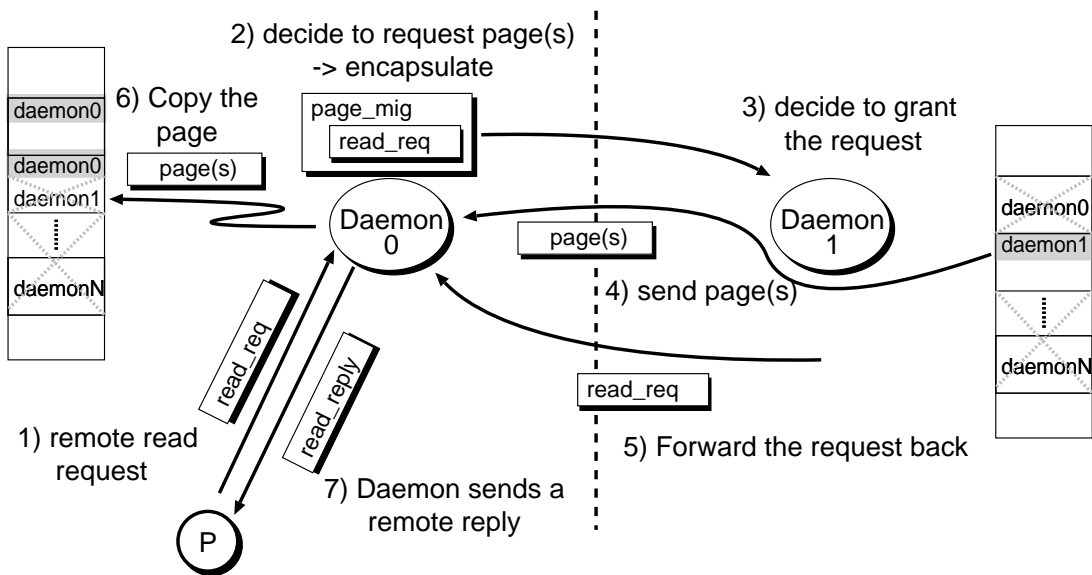 2) decide to request page(s)
-> encapsulate
page_mig
read_req
6) Copy the
page
page(s)
daemon0
daemon0
daemon1
daemonN
3) decide to grant
the request
Daemon
0
Daemon
1
page(s)
4) send page(s)
daemon0
daemon1
daemonN
read_req
5) Forward the request back
read_req
read_reply
1) remote read
request
7) Daemon sends a
remote reply
P